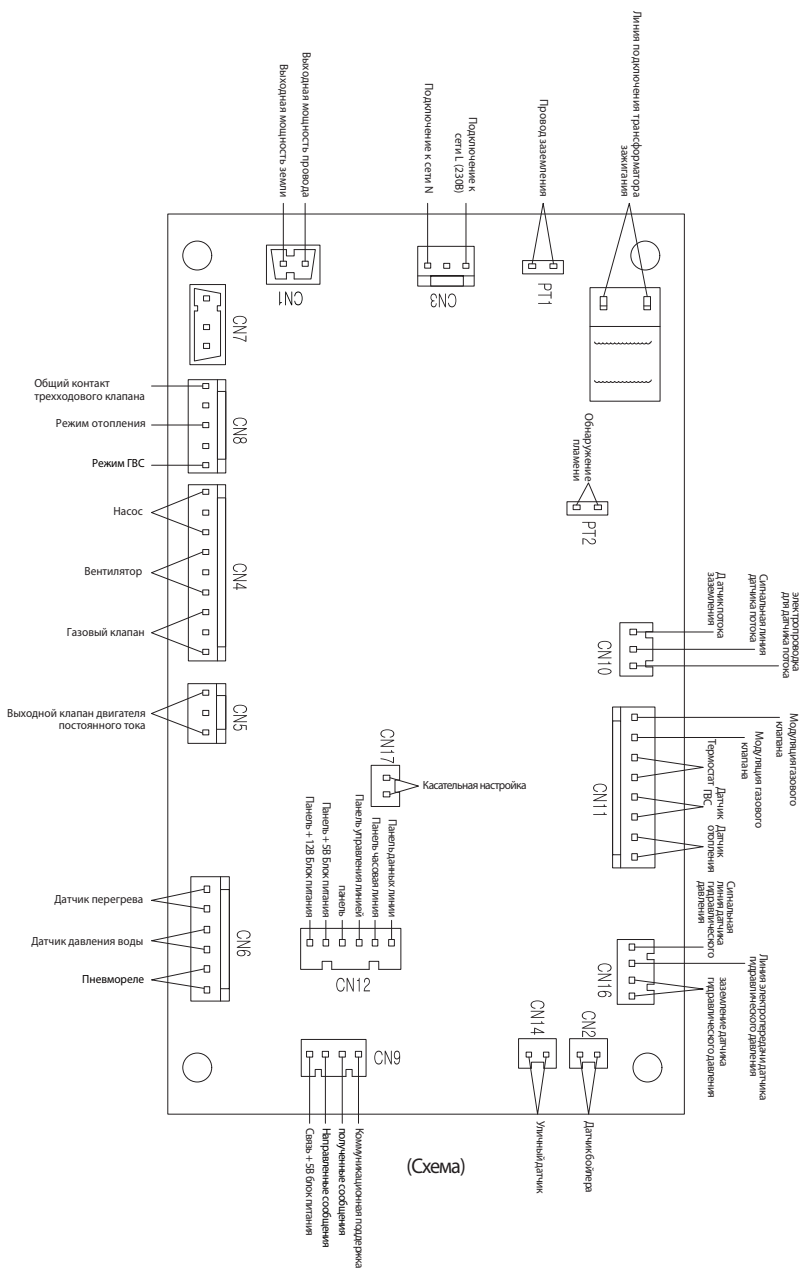 Линия подключения трансформатора
зажигания
Провод заземления
Подключение к
сети L (230В)
Подключение к сети N
Выходная мощность провода
Выходная мощность земли
PT1
CN3
CN1
CN7
Общий контакт
трехходового клапана
Режим отопления
Режим ГВС
CN8
Насос
Вентилятор
Газовый клапан
CN4
Выходной клапан двигателя
постоянного тока
CN5
Датчик перегрева
Датчик давления воды
Пневмореле
CN6
Обнаружение
пламени
PT2
электропроводка
для датчика потока
Сигнальная линия
датчика потока
Датчик потока
заземления
CN10
Модуляция газового
клапана
Модуляция газового
клапана
Термостат
Датчик
ГВС
Датчик
отопления
CN11
CN17
Касательная настройка
Панель данных линии
Панель часовая линия
Панель управления линией
панель
Панель + 5В Блок питания
Панель + 12В Блок питания
CN12
Сигнальная
линия датчика
гидравлического
давления
Линия электропередачи датчика
гидравлического давления
заземление датчика
гидравлического давления
CN16
CN2
CN14
Датчик бойлера
Уличный датчик
CN9
Коммуникационная поддержка
полученные сообщения
Направленные сообщения
Связь + 5В блок питания
(Схема)